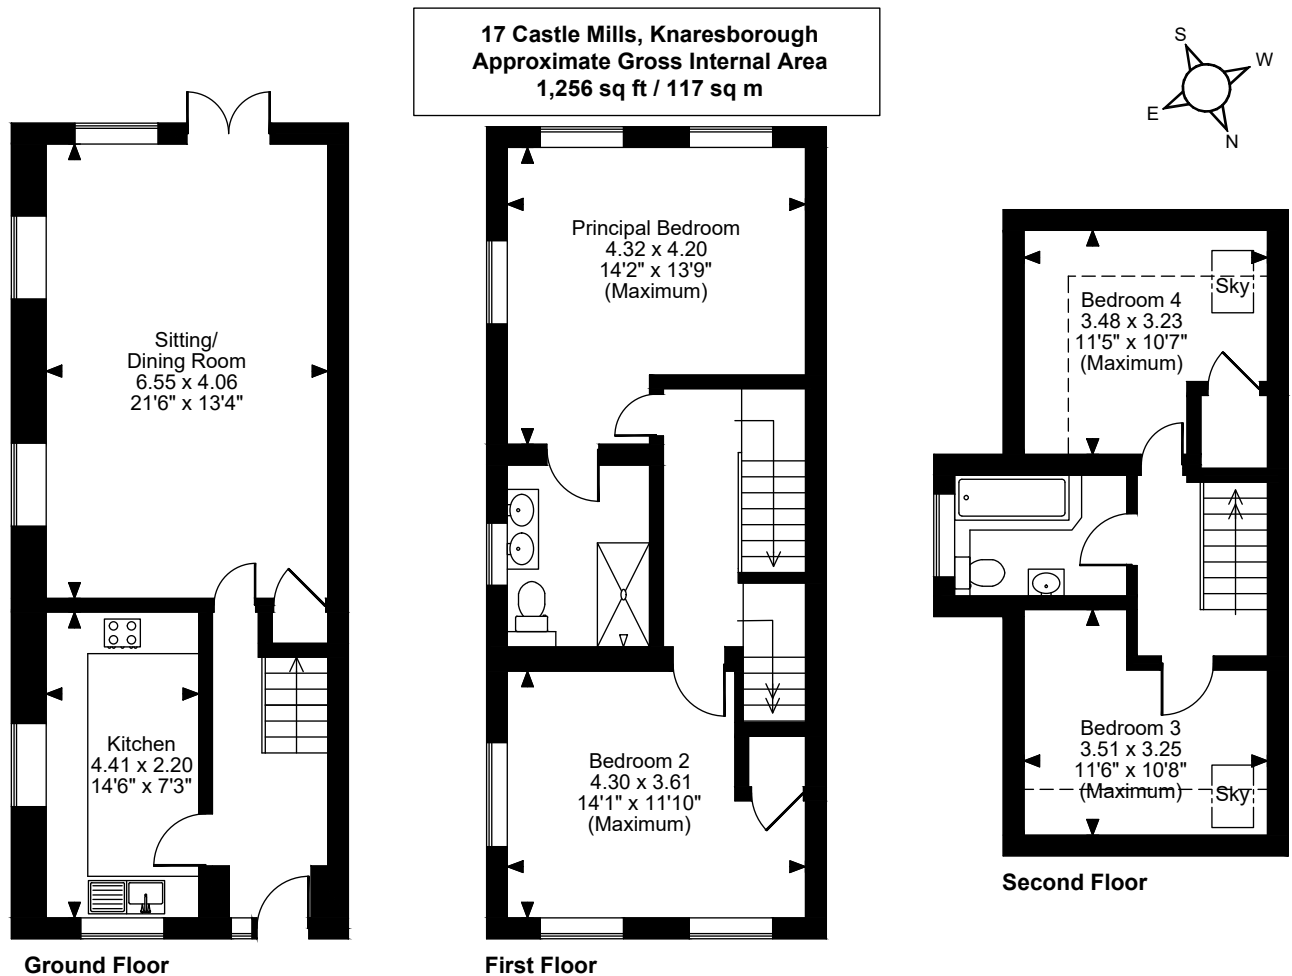 17 Castle Mills, Knaresborough
Approximate Gross Internal Area
1,256 sq ft / 117 sq m
S
W
E
N
Sitting/
Dining Room
6.55 x 4.06
21'6" x 13'4"
Kitchen
4.41 x 2.20
14'6" x 7'3"
Ground Floor
Principal Bedroom
4.32 x 4.20
14'2" x 13'9"
(Maximum)
Bedroom 2
4.30 x 3.61
14'1" x 11'10"
(Maximum)
First Floor
Sky
Bedroom 4
3.48 x 3.23
11'5" x 10'7"
(Maximum)
Bedroom 3
3.51 x 3.25
11'6" x 10'8"
(Maximum)
Sky
Second Floor